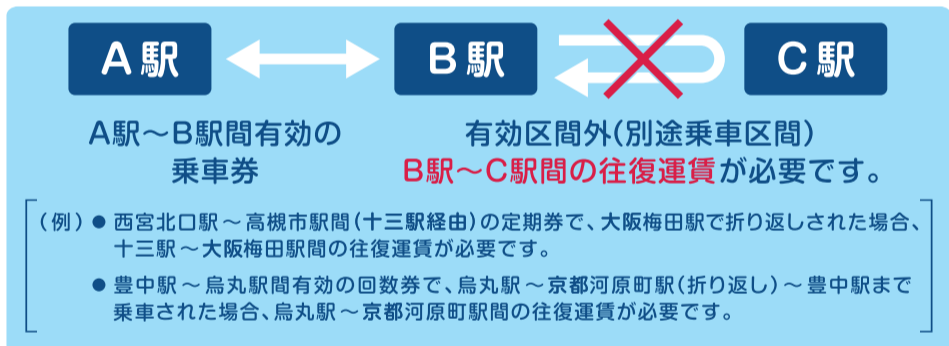 A駅
B駅
C駅
A駅～B駅間有効の
乗車券
有効区間外(別途乗車区間)
B駅～C駅間の往復運賃が必要です。
(例)● 西宮北口駅～高槻市駅間(十三駅経由)の定期券で、大阪梅田駅で折り返しされた場合、
十三駅～大阪梅田駅間の往復運賃が必要です。
● 豊中駅～烏丸駅間有効の回数券で、烏丸駅～京都河原町駅(折り返し)～豊中駅まで
乗車された場合、烏丸駅～京都河原町駅間の往復運賃が必要です。